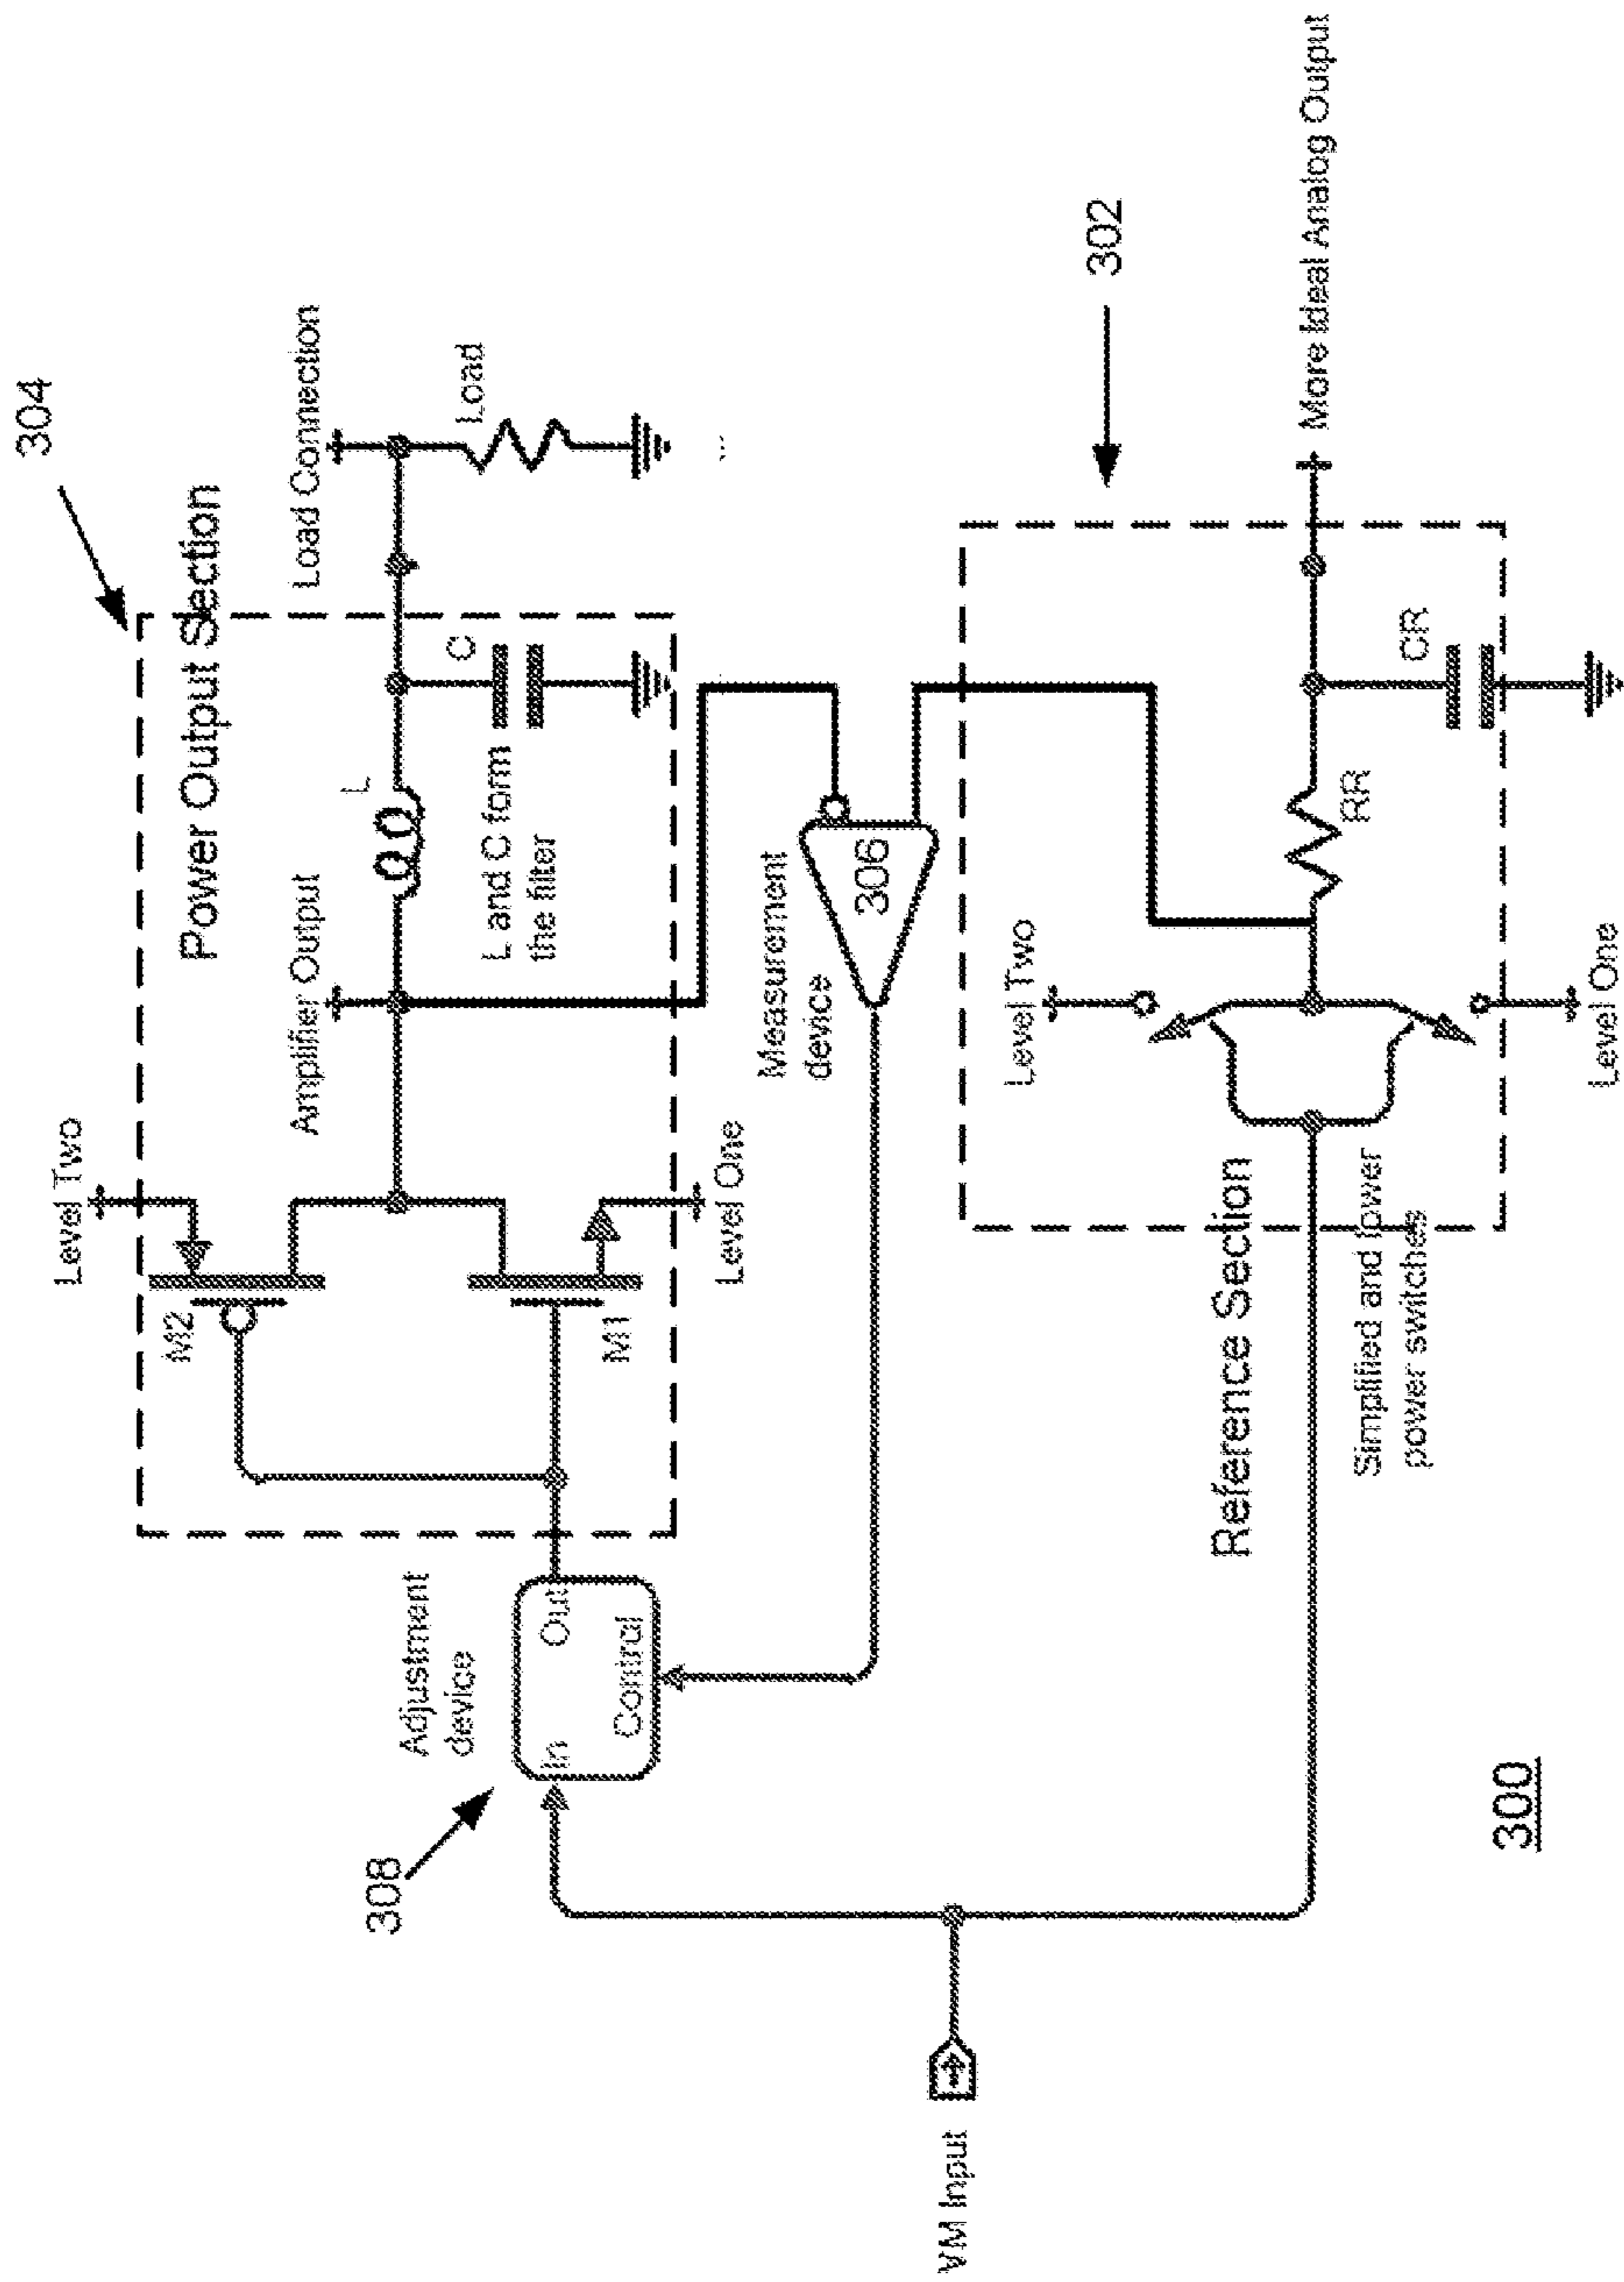 304
Power Output Section
Level Two
M2
Amplifier Output
L
Load Connection
C
L and C form
the filter
Load
M1
Level One
308
Adjustment
device
In
Out
Control
Measurement
device
306
302
VM Input
Reference Section
Level Two
RR
CR
More Ideal Analog Output
Simplified and lower
power switches
Level One
300